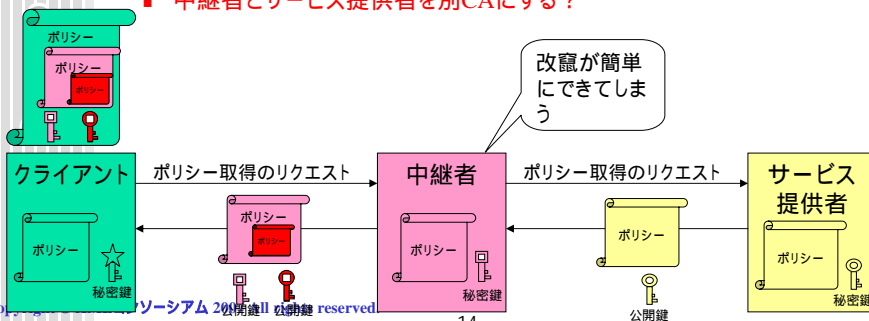 中継者とサービス提供者を別CAにする？
ポリシー
ポリシー
ポリシー
改竄が簡単
にできてしま
う
クライアント
ポリシー取得のリクエスト
中継者
ポリシー取得のリクエスト
サービス
提供者
ポリシー
秘密鍵
ポリシー
ポリシー
公開鍵
公開鍵
ポリシー
秘密鍵
ポリシー
公開鍵
ポリシー
秘密鍵
ソーシアム 200 All rights reserved.
14